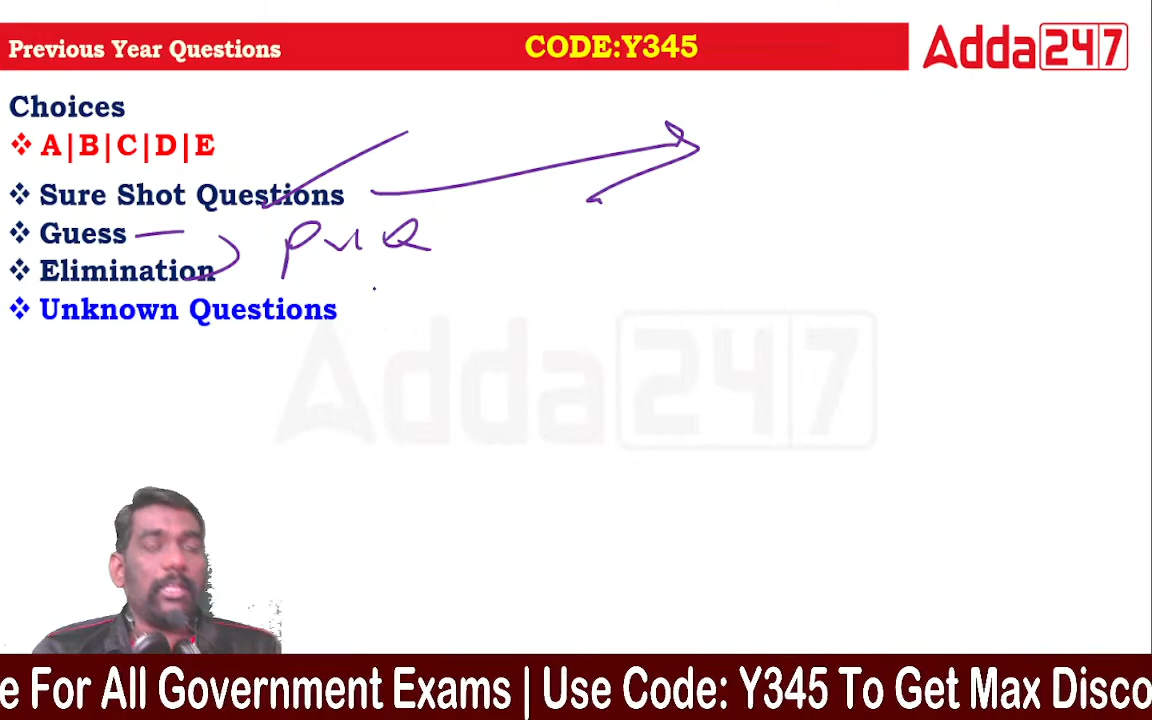 Previous Year Questions
CODE:Y345
Adda247
Choices
❖ A|B|C|D|E
❖ Sure Shot Questions
❖ Guess
❖ Elimination
❖ Unknown Questions
Adda247
e For All Government Exams | Use Code: Y345 To Get Max Disco